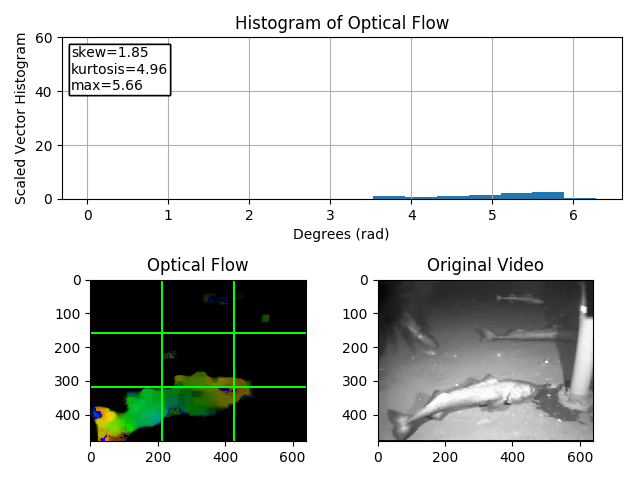 Histogram of Optical Flow
Scaled Vector Histogram
60
40
20
0
skew=1.85
kurtosis=4.96
max=5.66
0 1 2 3 4 5 6
Degrees (rad)
Optical Flow
0
100
200
300
400
0 200 400 600
Original Video
0
100
200
300
400
0 200 400 600